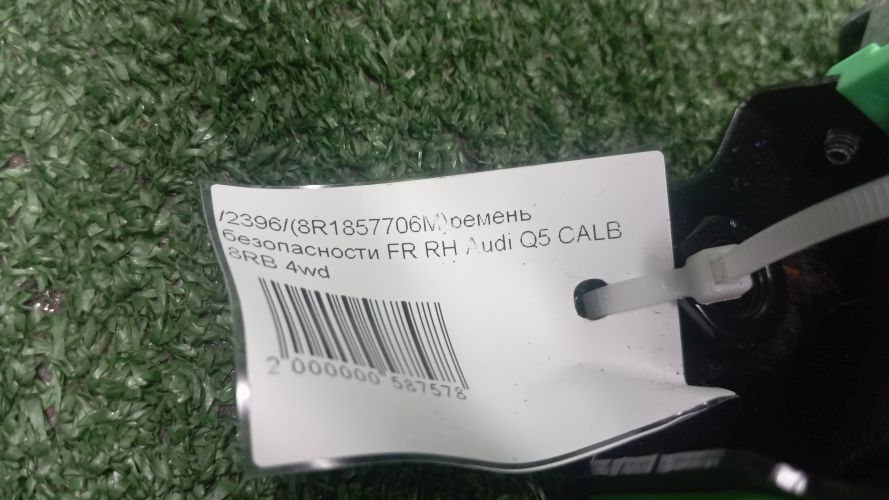 /2396/(8R1857706M)ремень
безопасности FR RH Audi Q5 CALB
8RB 4wd
2 000000 587578